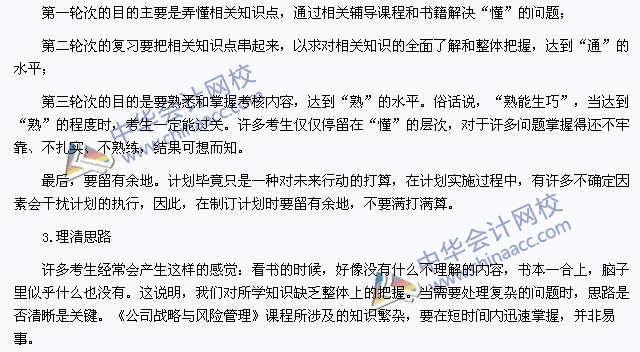 第一轮次的目的主要是弄懂相关知识点，通过相关辅导课程和书籍解决“懂”的问题；
第二轮次的复习要把相关知识点串起来，以求对相关知识的全面了解和整体把握，达到“通”的
水平；
第三轮次的目的是要熟悉和掌握考核内容，达到“熟”的水平。俗话说，“熟能生巧”，当达到
“熟”的程度时，考生一定能过关。许多考生仅仅停留在“懂”的层次，对于许多问题掌握得还不牢
靠、不扎实、不熟练，结果可想而知。
最后，要留有余地。计划毕竟只是一种对未来行动的打算，在计划实施过程中，有许多不确定因
素会干扰计划的执行，因此，在制订计划时要留有余地，不要满打满算。
3.理清思路
许多考生经常会产生这样的感觉：看书的时候，好像没有什么不理解的内容，书本一合上，脑子
里似乎什么也没有。这说明，我们对所学知识缺乏整体上的把握。当需要处理复杂的问题时，思路是
否清晰是关键。《公司战略与风险管理》课程所涉及的知识繁杂，要在短时间内迅速掌握，并非易
事。
中华会计网校
www.chinaacc.com
中华会计网校
www.chinaacc.com